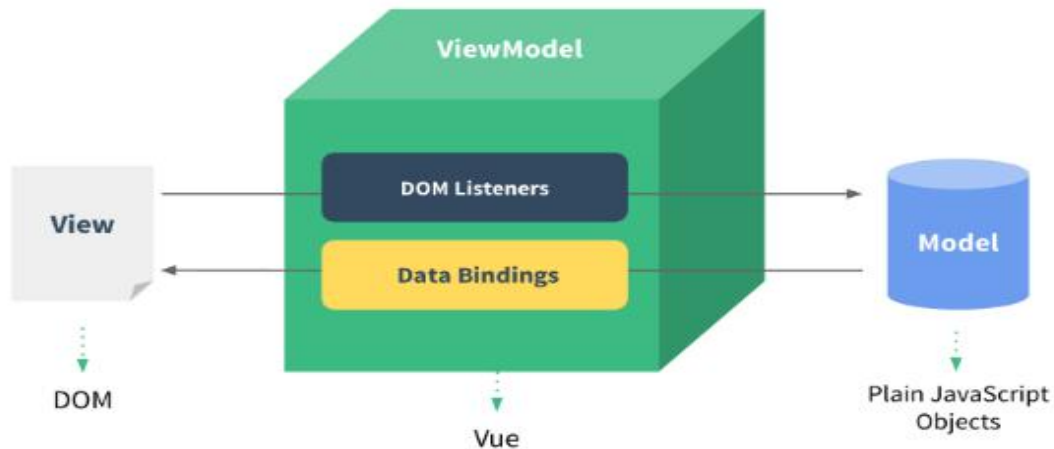 ViewModel
DOM Listeners
View
Model
Data Bindings
DOM
Vue
Plain JavaScript
Objects